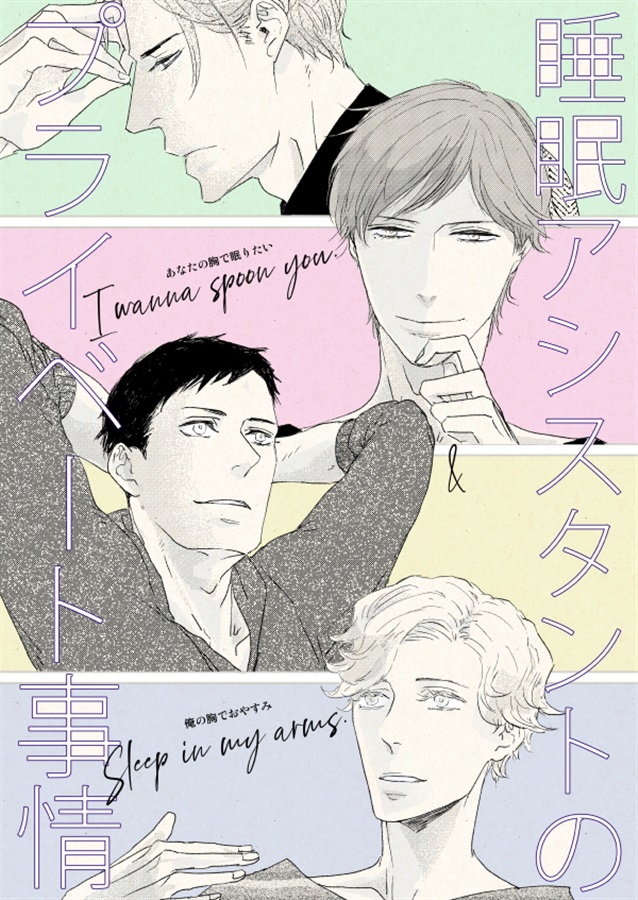 睡眠アシスタントの
プライベート事情
あなたの胸で眠りたい
I wanna spoon you.
&
俺の胸でおやすみ
Sleep in my arms.